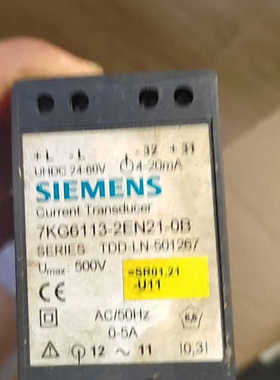 + L - L - 32 + 31
UHDC 24-60V 4-20mA
SIEMENS
Current Transducer
7KG6113-2EN21-0B
SERIES TDD-LN-501267
Umax 500V
=SR01.21
-U11
CE AC/50Hz
0-5A
12 ~ 11